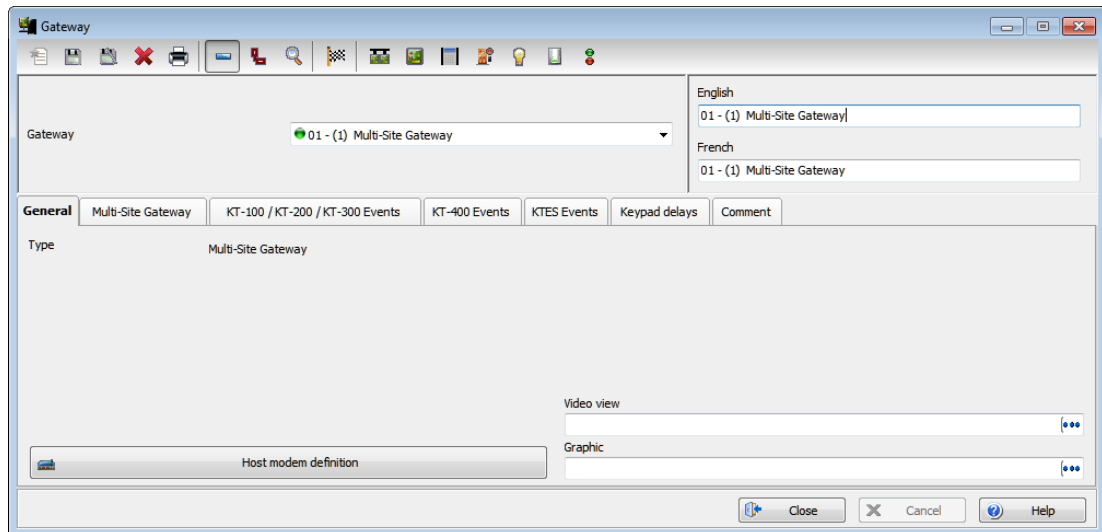 Gateway
English
01 - (1) Multi-Site Gateway
Gateway
01 - (1) Multi-Site Gateway
French
01 - (1) Multi-Site Gateway
General Multi-Site Gateway KT-100 / KT-200 / KT-300 Events KT-400 Events KTES Events Keypad delays Comment
Type Multi-Site Gateway
Video view
Graphic
Host modem definition
Close Cancel Help